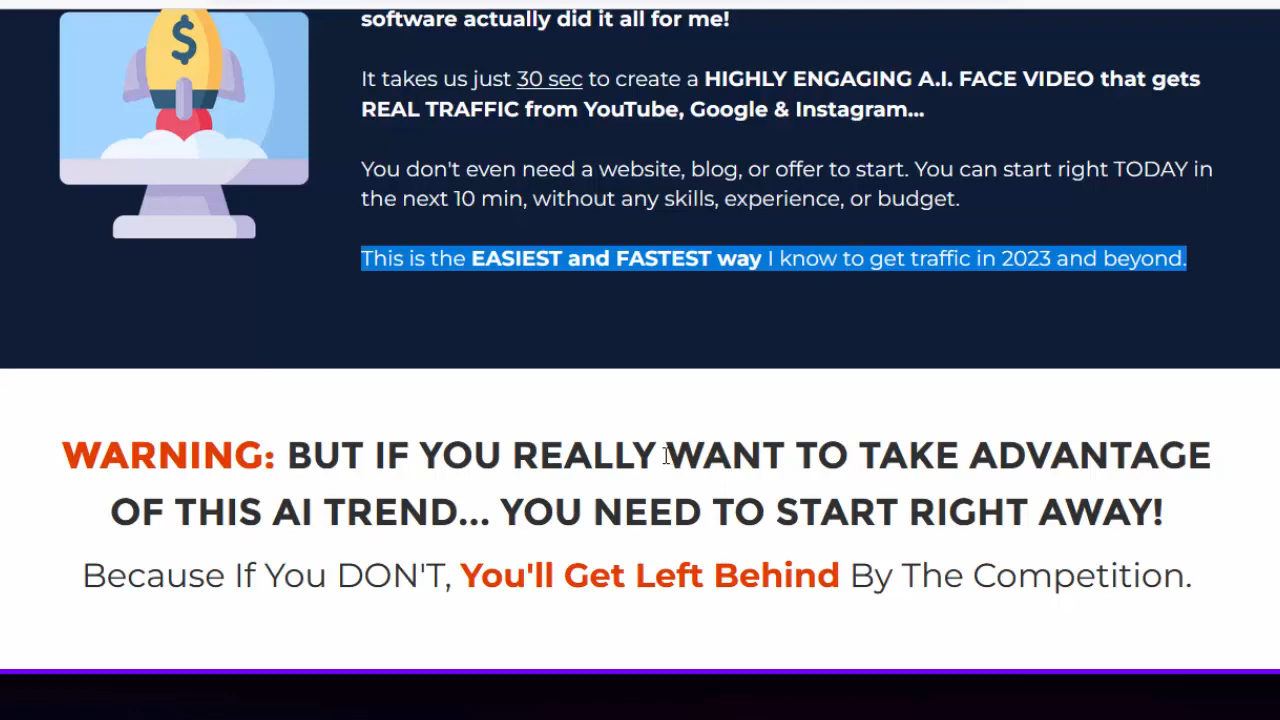 software actually did it all for me!
It takes us just 30 sec to create a HIGHLY ENGAGING A.I. FACE VIDEO that gets
REAL TRAFFIC from YouTube, Google & Instagram...
You don't even need a website, blog, or offer to start. You can start right TODAY in
the next 10 min, without any skills, experience, or budget.
This is the EASIEST and FASTEST way I know to get traffic in 2023 and beyond.
$
WARNING: BUT IF YOU REALLY WANT TO TAKE ADVANTAGE
OF THIS AI TREND... YOU NEED TO START RIGHT AWAY!
Because If You DON'T, You'll Get Left Behind By The Competition.